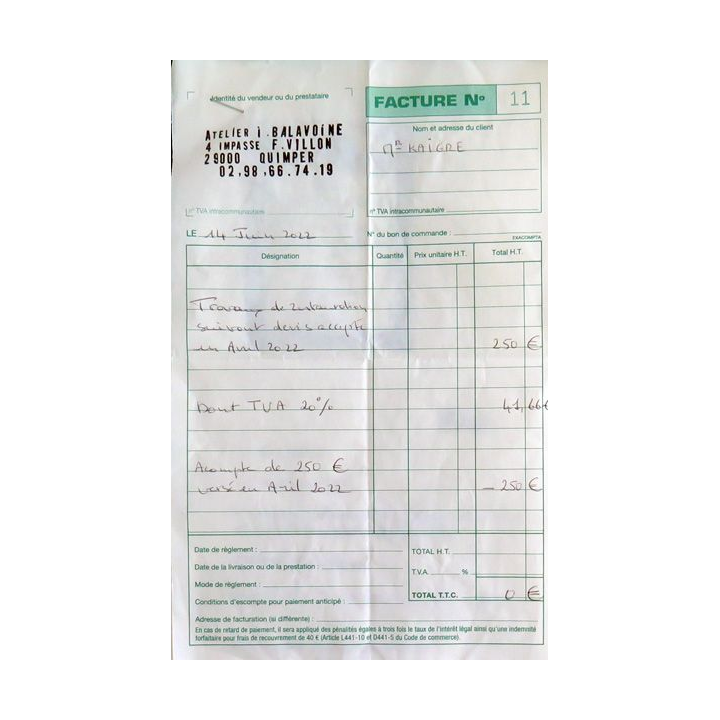 Identité du vendeur ou du prestataire
FACTURE No 11
ATELIER I. BALAVOINE
4 IMPASSE F. VILLON
29000 QUIMPER
02,98,66.74.19
Nom et adresse du client
Mr KAIGRE
n° TVA intracommunautaire
n° TVA intracommunautaire
LE 14 Juin 2022
N° du bon de commande :
EXACOMPTA
Désignation Quantité Prix unitaire H.T. Total H.T.
Travaux de restauration
suivant devis accepté
en Avril 2022 250 €
Dont TVA 20% 41,66€
Acompte de 250 €
versé en Avril 2022 - 250 €
Date de règlement :
Date de la livraison ou de la prestation :
Mode de règlement :
Conditions d'escompte pour paiement anticipé :
TOTAL H.T.
T.V.A. %
TOTAL T.T.C. 0 €
Adresse de facturation (si différente) :
En cas de retard de paiement, il sera appliqué des pénalités égales à trois fois le taux de l'intérêt légal ainsi qu'une indemnité
forfaitaire pour frais de recouvrement de 40 € (Article L441-10 et D441-5 du Code de commerce).